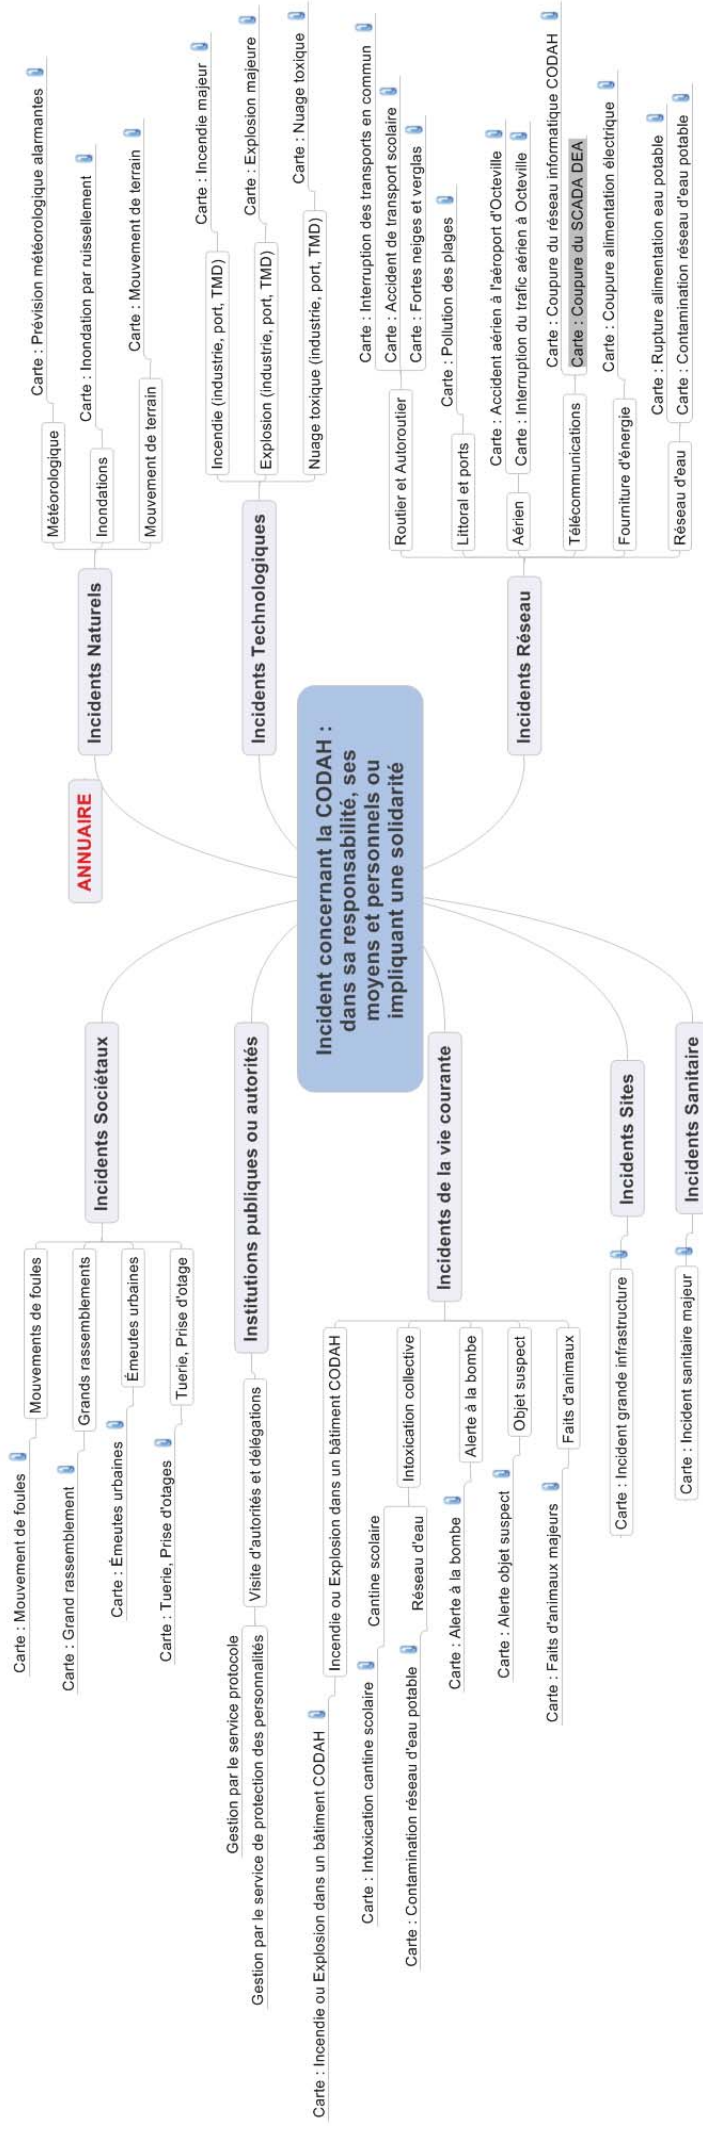 ANNUAIRE
Incident concernant la CODAH :
dans sa responsabilité, ses
moyens et personnels ou
impliquant une solidarité
Incidents Naturels
Météorologique
Carte : Prévision météorologique alarmantes
Inondations
Carte : Inondation par ruissellement
Mouvement de terrain
Carte : Mouvement de terrain
Incidents Technologiques
Incendie (industrie, port, TMD)
Carte : Incendie majeur
Explosion (industrie, port, TMD)
Carte : Explosion majeure
Nuage toxique (industrie, port, TMD)
Carte : Nuage toxique
Incidents Réseau
Routier et Autoroutier
Carte : Interruption des transports en commun
Carte : Accident de transport scolaire
Carte : Fortes neiges et verglas
Littoral et ports
Carte : Pollution des plages
Aérien
Carte : Accident aérien à l'aéroport d'Octeville
Carte : Interruption du trafic aérien à Octeville
Télécommunications
Carte : Coupure du réseau informatique CODAH
Carte : Coupure du SCADA DEA
Fourniture d'énergie
Carte : Coupure alimentation électrique
Réseau d'eau
Carte : Rupture alimentation eau potable
Carte : Contamination réseau d'eau potable
Incidents Sociétaux
Mouvements de foules
Carte : Mouvement de foules
Grands rassemblements
Carte : Grand rassemblement
Émeutes urbaines
Carte : Émeutes urbaines
Tuerie, Prise d'otage
Carte : Tuerie, Prise d'otages
Institutions publiques ou autorités
Visite d'autorités et délégations
Gestion par le service protocole
Gestion par le service de protection des personnalités
Incidents de la vie courante
Incendie ou Explosion dans un bâtiment CODAH
Carte : Incendie ou Explosion dans un bâtiment CODAH
Intoxication collective
Cantine scolaire
Carte : Intoxication cantine scolaire
Réseau d'eau
Carte : Contamination réseau d'eau potable
Alerte à la bombe
Carte : Alerte à la bombe
Objet suspect
Carte : Alerte objet suspect
Faits d'animaux
Carte : Faits d'animaux majeurs
Incidents Sites
Carte : Incident grande infrastructure
Incidents Sanitaire
Carte : Incident sanitaire majeur